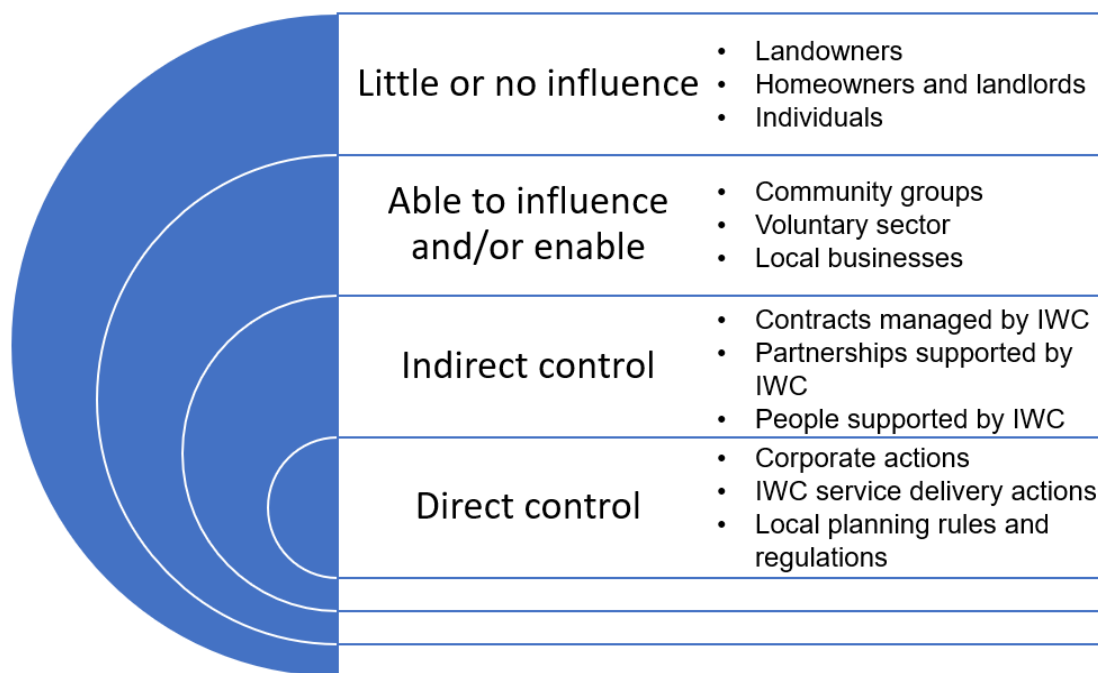 Little or no influence
• Landowners
• Homeowners and landlords
• Individuals
Able to influence
and/or enable
• Community groups
• Voluntary sector
• Local businesses
Indirect control
• Contracts managed by IWC
• Partnerships supported by
IWC
• People supported by IWC
Direct control
• Corporate actions
• IWC service delivery actions
• Local planning rules and
regulations